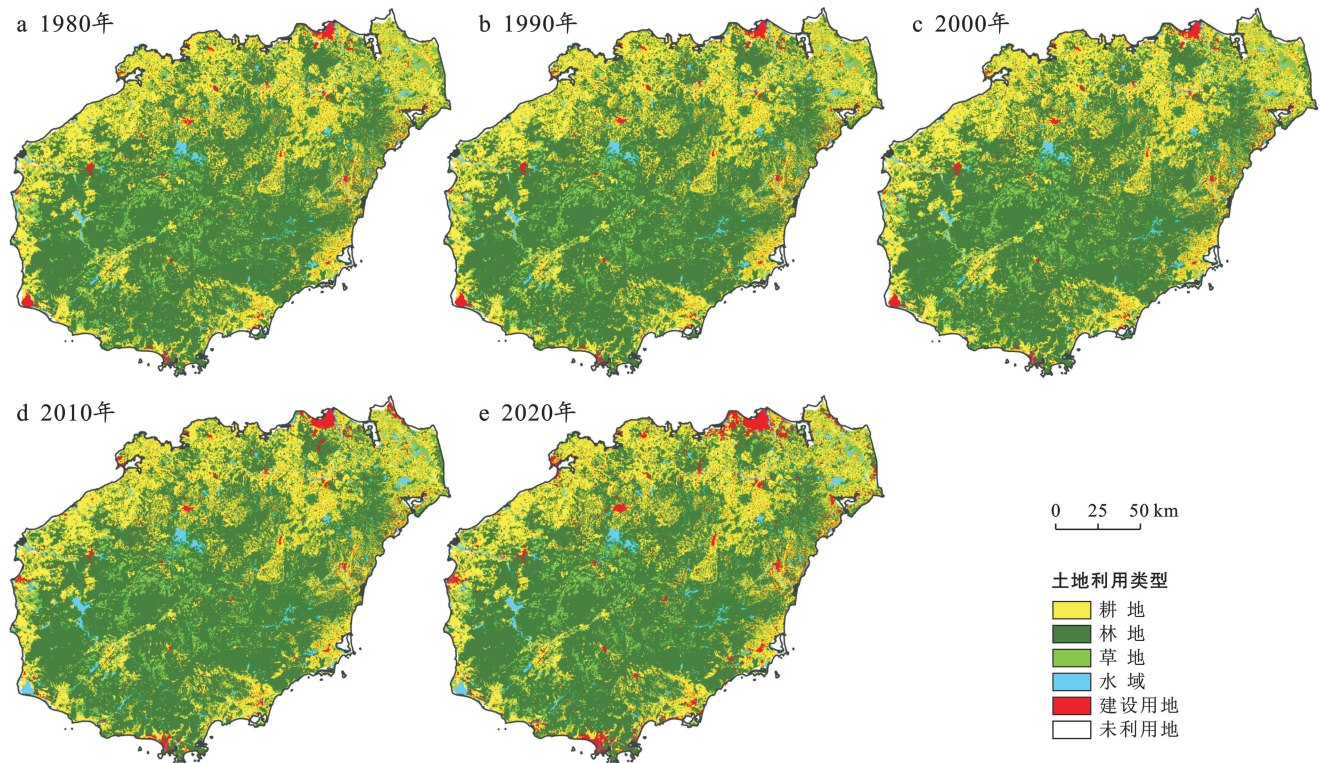 a 1980年
b 1990年
c 2000年
d 2010年
e 2020年
0 25 50 km
土地利用类型
耕 地
林 地
草 地
水 域
建设用地
未利用地